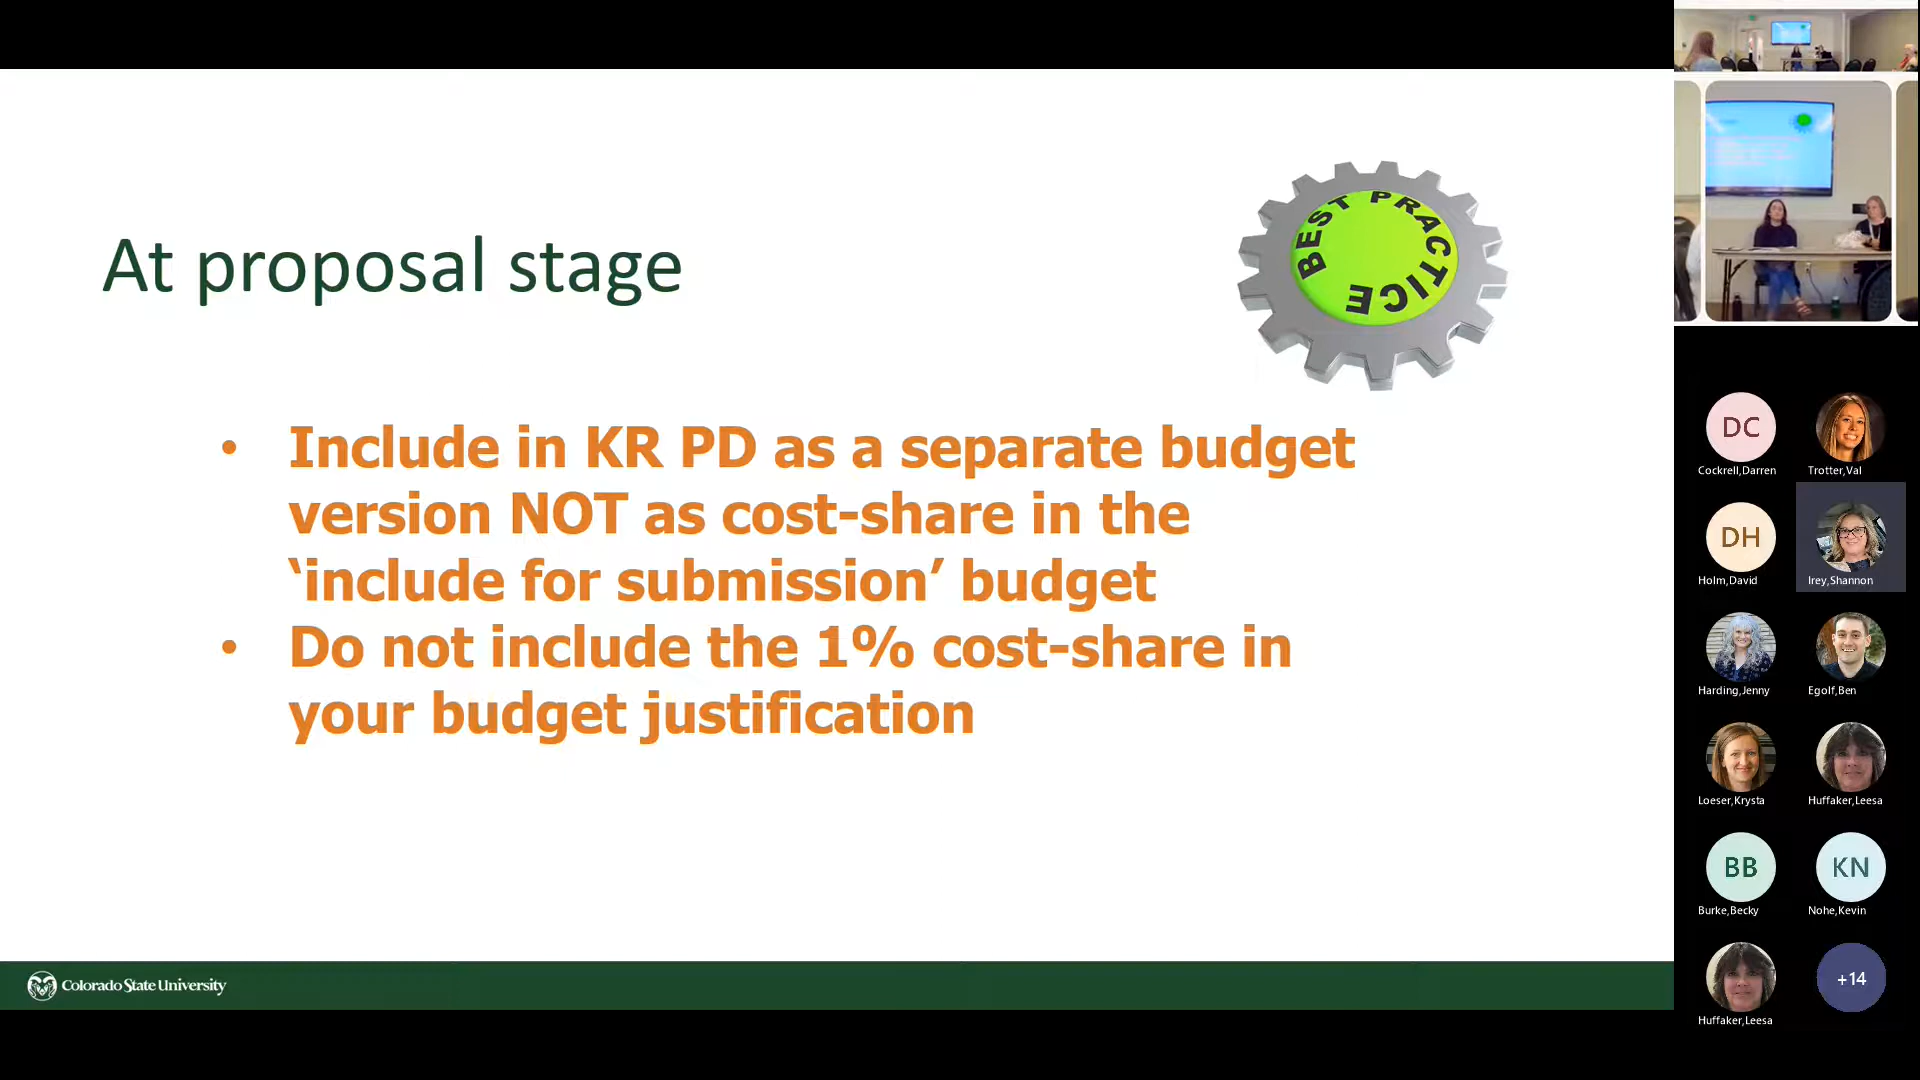 At proposal stage
BEST PRACTICE
• Include in KR PD as a separate budget
version NOT as cost-share in the
‘include for submission’ budget
• Do not include the 1% cost-share in
your budget justification
Colorado State University
DC
Cockrell,Darren
Trotter,Val
DH
Holm,David
Irey,Shannon
Harding,Jenny
Egolf,Ben
Loeser,Krysta
Huffaker,Leesa
BB
Burke,Becky
KN
Nohe,Kevin
Huffaker,Leesa
+14